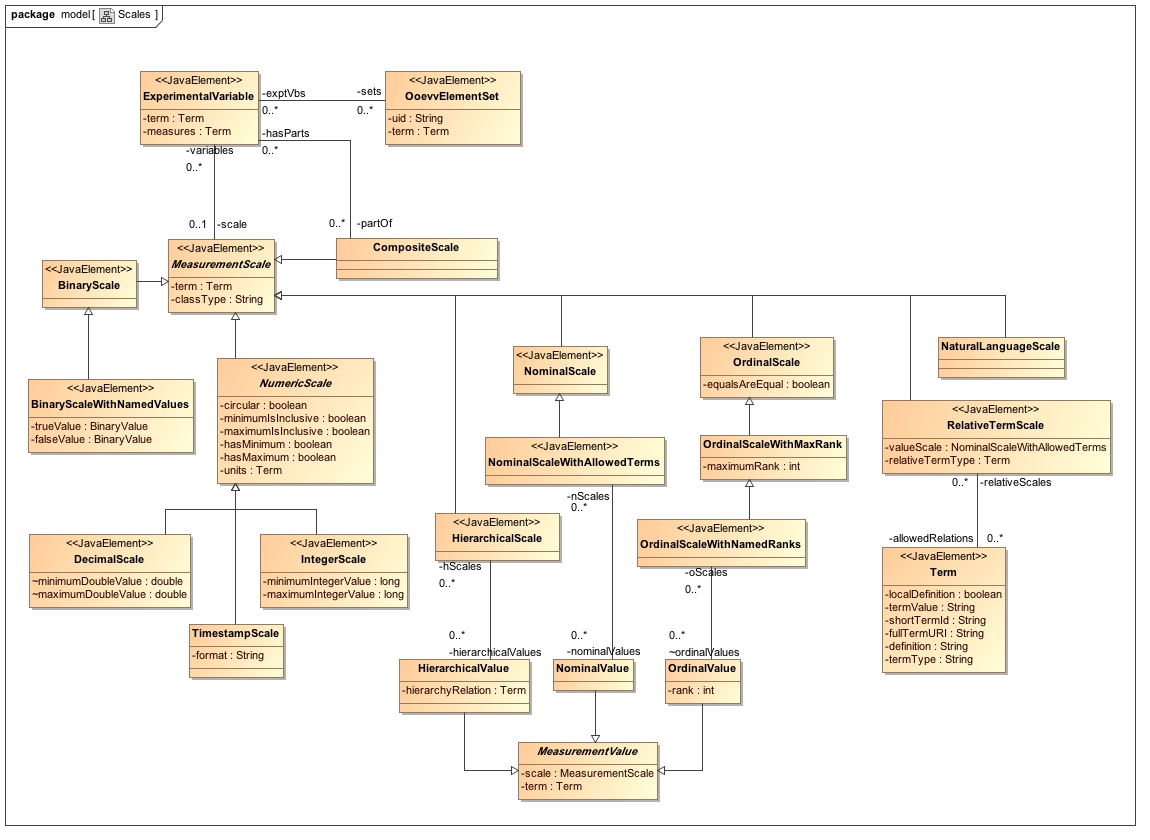 package model[ Scales ]
<<JavaElement>>
ExperimentalVariable
-term : Term
-measures : Term
-exptVbs
0..*
-sets
0..*
<<JavaElement>>
OoevvElementSet
-uid : String
-term : Term
-hasParts
0..*
-variables
0..*
0..1
-scale
0..*
-partOf
<<JavaElement>>
MeasurementScale
-term : Term
-classType : String
CompositeScale
<<JavaElement>>
BinaryScale
<<JavaElement>>
BinaryScaleWithNamedValues
-trueValue : BinaryValue
-falseValue : BinaryValue
<<JavaElement>>
NumericScale
-circular : boolean
-minimumIsInclusive : boolean
-maximumIsInclusive : boolean
-hasMinimum : boolean
-hasMaximum : boolean
-units : Term
<<JavaElement>>
NominalScale
<<JavaElement>>
OrdinalScale
-equalsAreEqual : boolean
NaturalLanguageScale
<<JavaElement>>
RelativeTermScale
-valueScale : NominalScaleWithAllowedTerms
-relativeTermType : Term
<<JavaElement>>
NominalScaleWithAllowedTerms
OrdinalScaleWithMaxRank
-maximumRank : int
-nScales
0..*
0..*
-relativeScales
<<JavaElement>>
HierarchicalScale
<<JavaElement>>
OrdinalScaleWithNamedRanks
<<JavaElement>>
DecimalScale
~minimumDoubleValue : double
~maximumDoubleValue : double
<<JavaElement>>
IntegerScale
-minimumIntegerValue : long
-maximumIntegerValue : long
-allowedRelations
0..*
<<JavaElement>>
Term
-localDefinition : boolean
-termValue : String
-shortTermId : String
-fullTermURI : String
-definition : String
-termType : String
-hScales
0..*
-oScales
0..*
TimestampScale
-format : String
0..*
-hierarchicalValues
0..*
-nominalValues
0..*
~ordinalValues
HierarchicalValue
-hierarchyRelation : Term
NominalValue
OrdinalValue
-rank : int
MeasurementValue
-scale : MeasurementScale
-term : Term